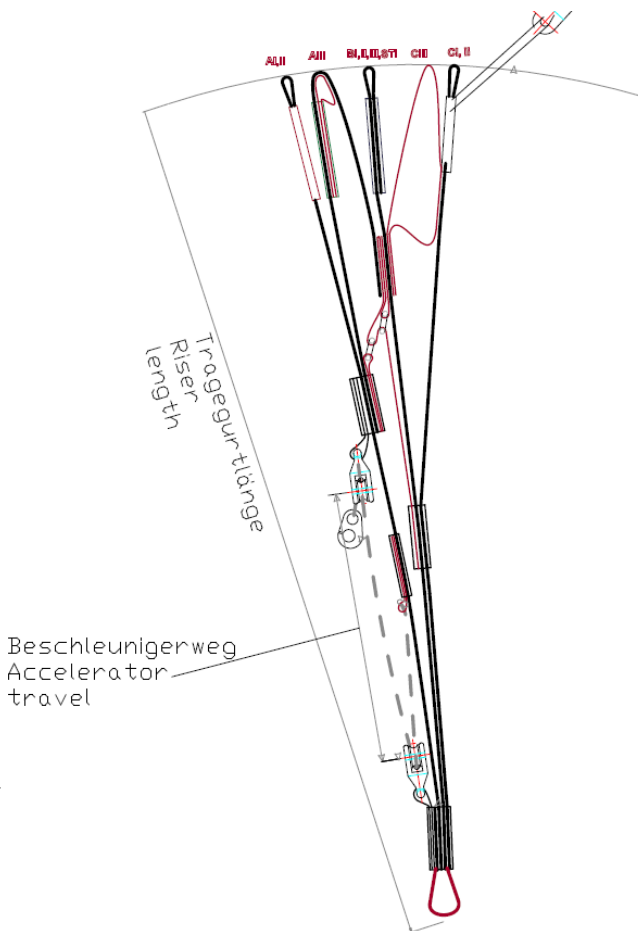 AI,II
AIII
BI,II,III,STI
CIII
CI, II
Tragegurtlänge
Riser
length
Beschleunigerweg
Accelerator
travel